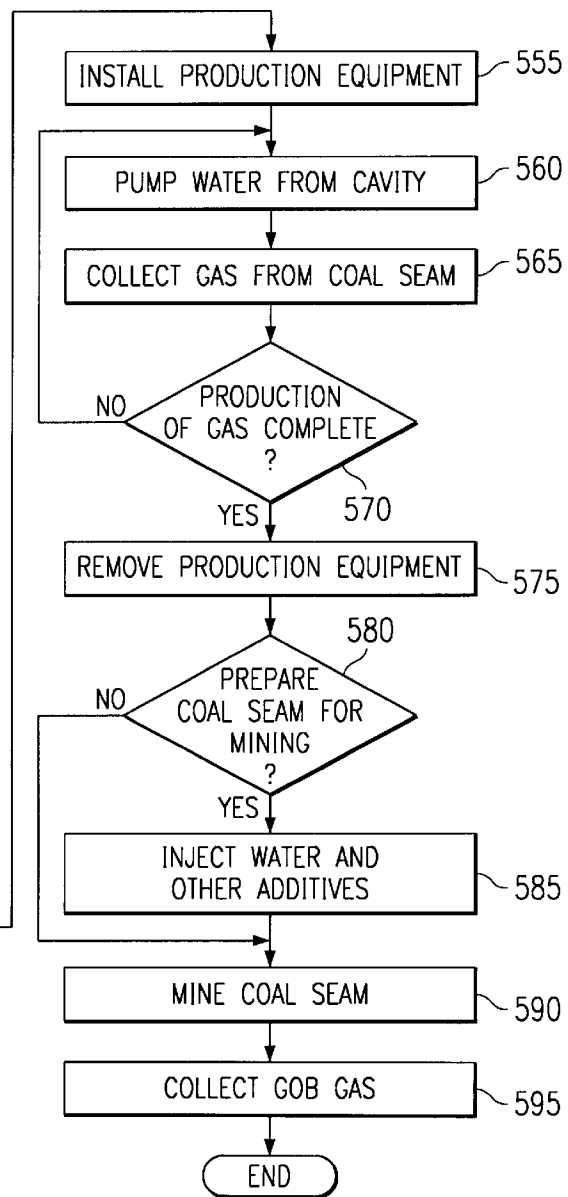 INSTALL PRODUCTION EQUIPMENT
555
PUMP WATER FROM CAVITY
560
COLLECT GAS FROM COAL SEAM
565
PRODUCTION
OF GAS COMPLETE
?
NO
570
YES
REMOVE PRODUCTION EQUIPMENT
575
580
PREPARE
COAL SEAM FOR
MINING
?
NO
YES
INJECT WATER AND
OTHER ADDITIVES
585
MINE COAL SEAM
590
COLLECT GOB GAS
595
END